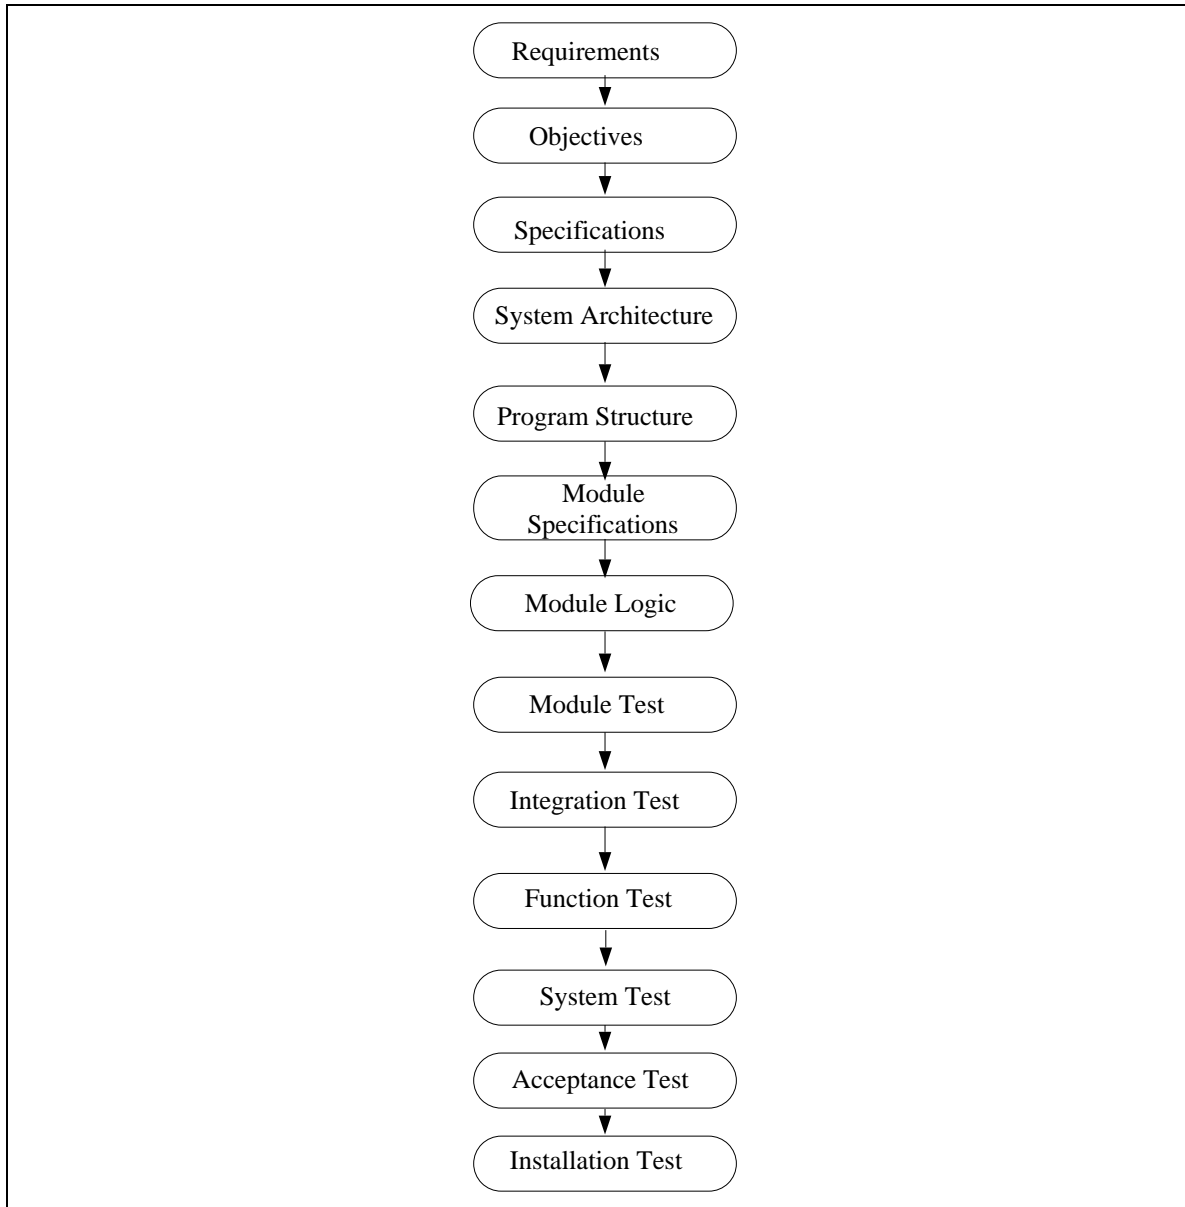 Requirements
Objectives
Specifications
System Architecture
Program Structure
Module
Specifications
Module Logic
Module Test
Integration Test
Function Test
System Test
Acceptance Test
Installation Test